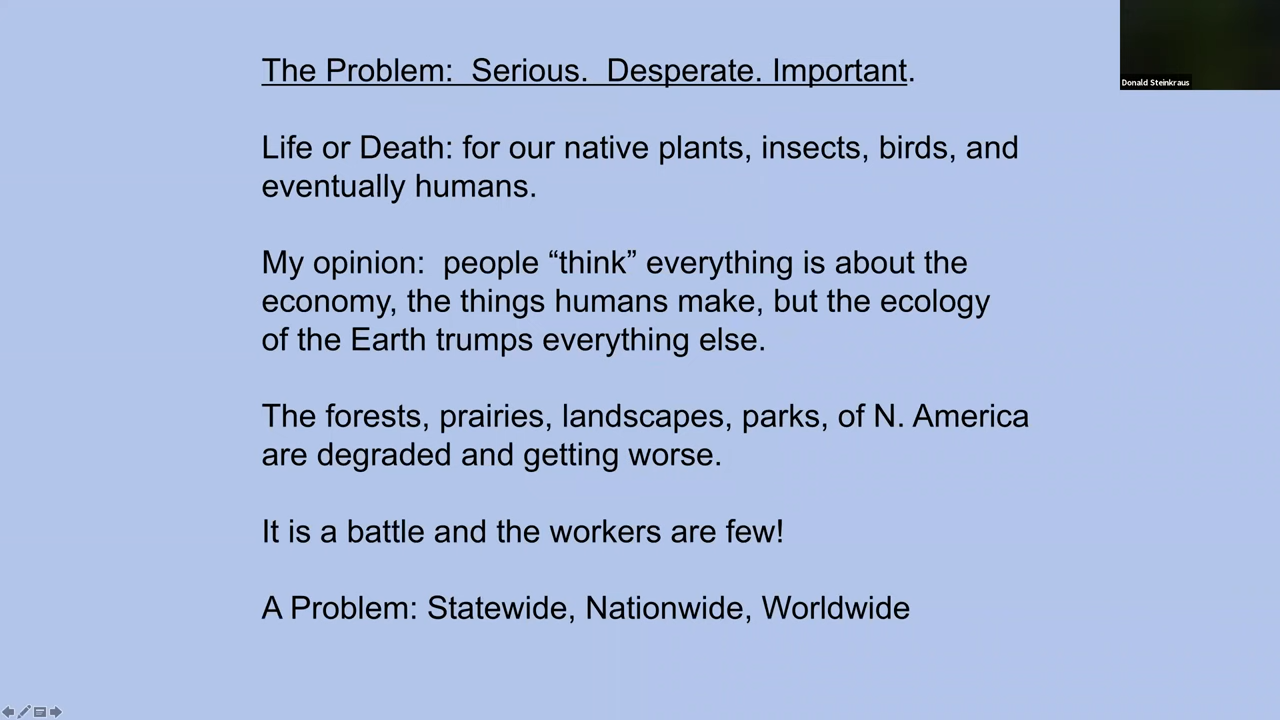 The Problem:  Serious.  Desperate. Important.
Donald Steinkraus
Life or Death: for our native plants, insects, birds, and
eventually humans.
My opinion:  people “think” everything is about the
economy, the things humans make, but the ecology
of the Earth trumps everything else.
The forests, prairies, landscapes, parks, of N. America
are degraded and getting worse.
It is a battle and the workers are few!
A Problem: Statewide, Nationwide, Worldwide